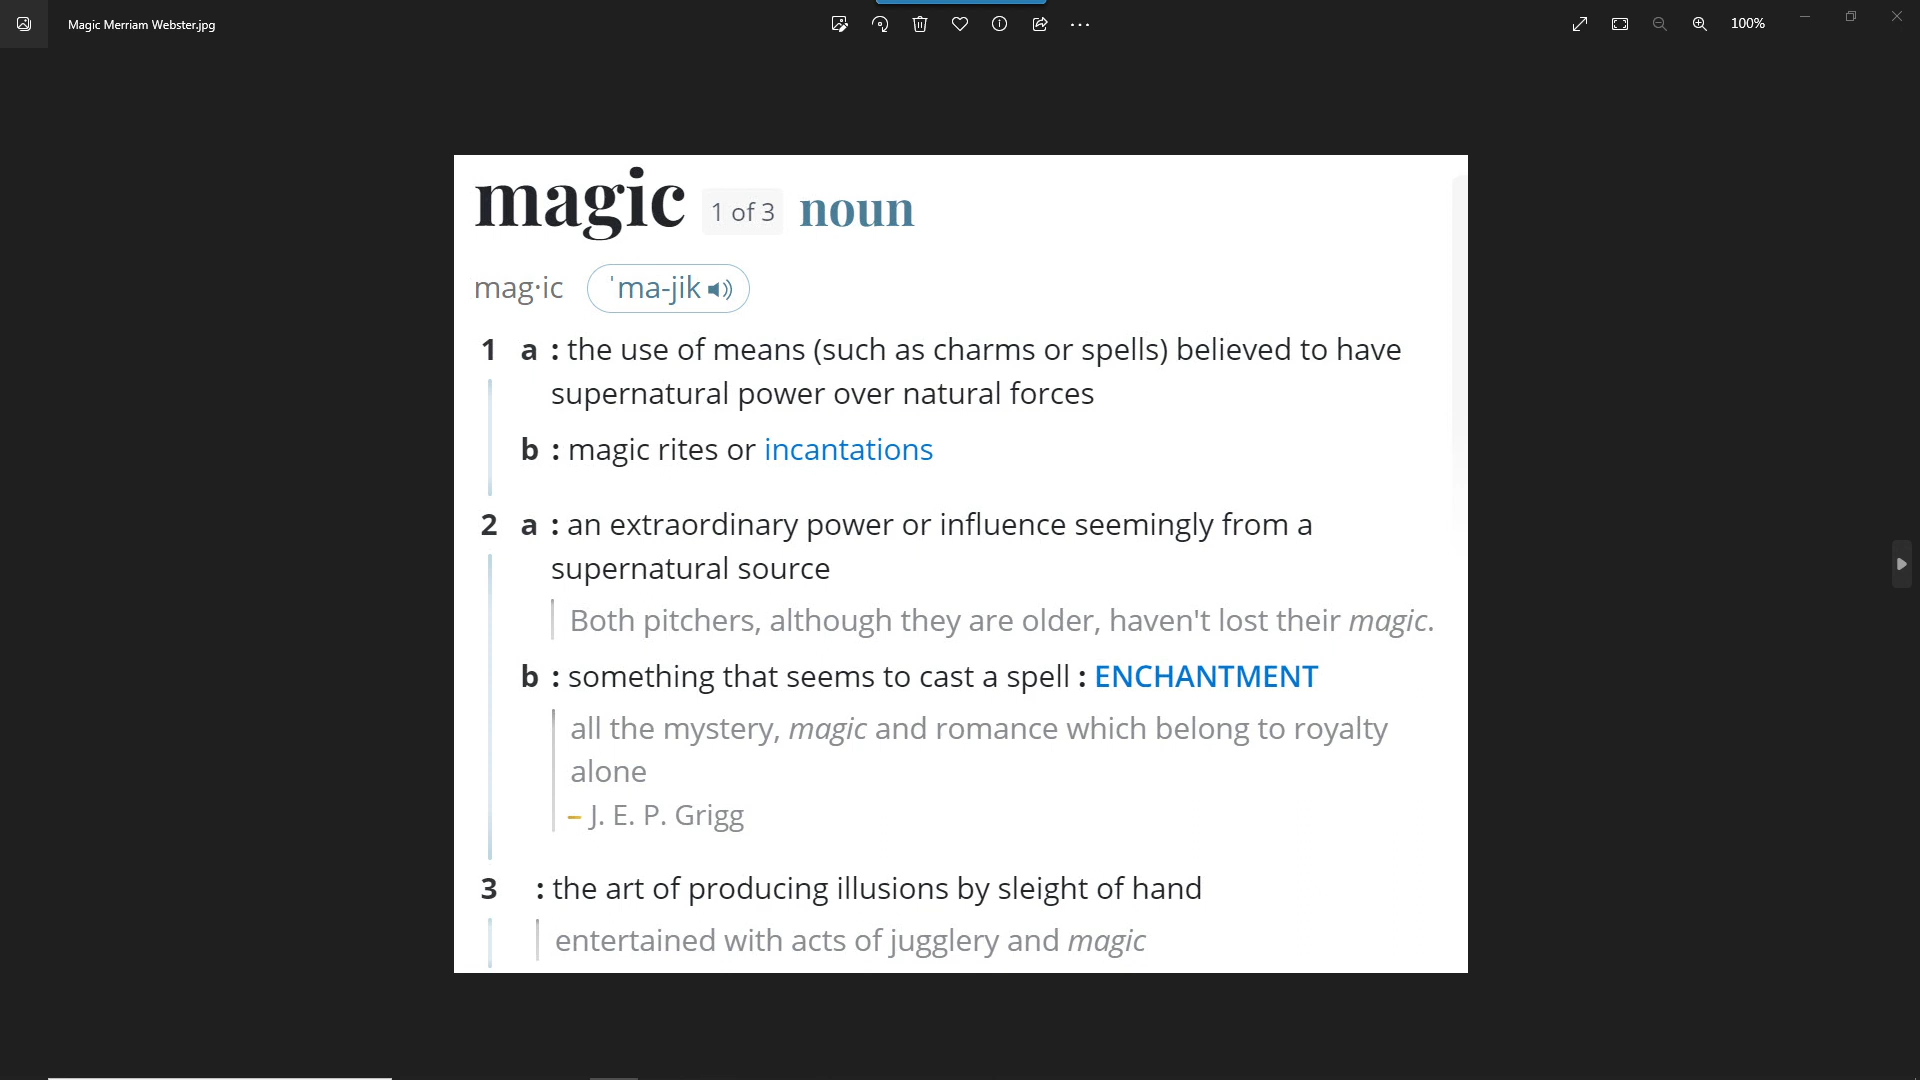 Magic Merriam Webster.jpg
100%
magic 1 of 3 noun
mag·ic ˈma-jik
1 a : the use of means (such as charms or spells) believed to have
supernatural power over natural forces
b : magic rites or incantations
2 a : an extraordinary power or influence seemingly from a
supernatural source
Both pitchers, although they are older, haven't lost their magic.
b : something that seems to cast a spell : ENCHANTMENT
all the mystery, magic and romance which belong to royalty
alone
– J. E. P. Grigg
3 : the art of producing illusions by sleight of hand
entertained with acts of jugglery and magic